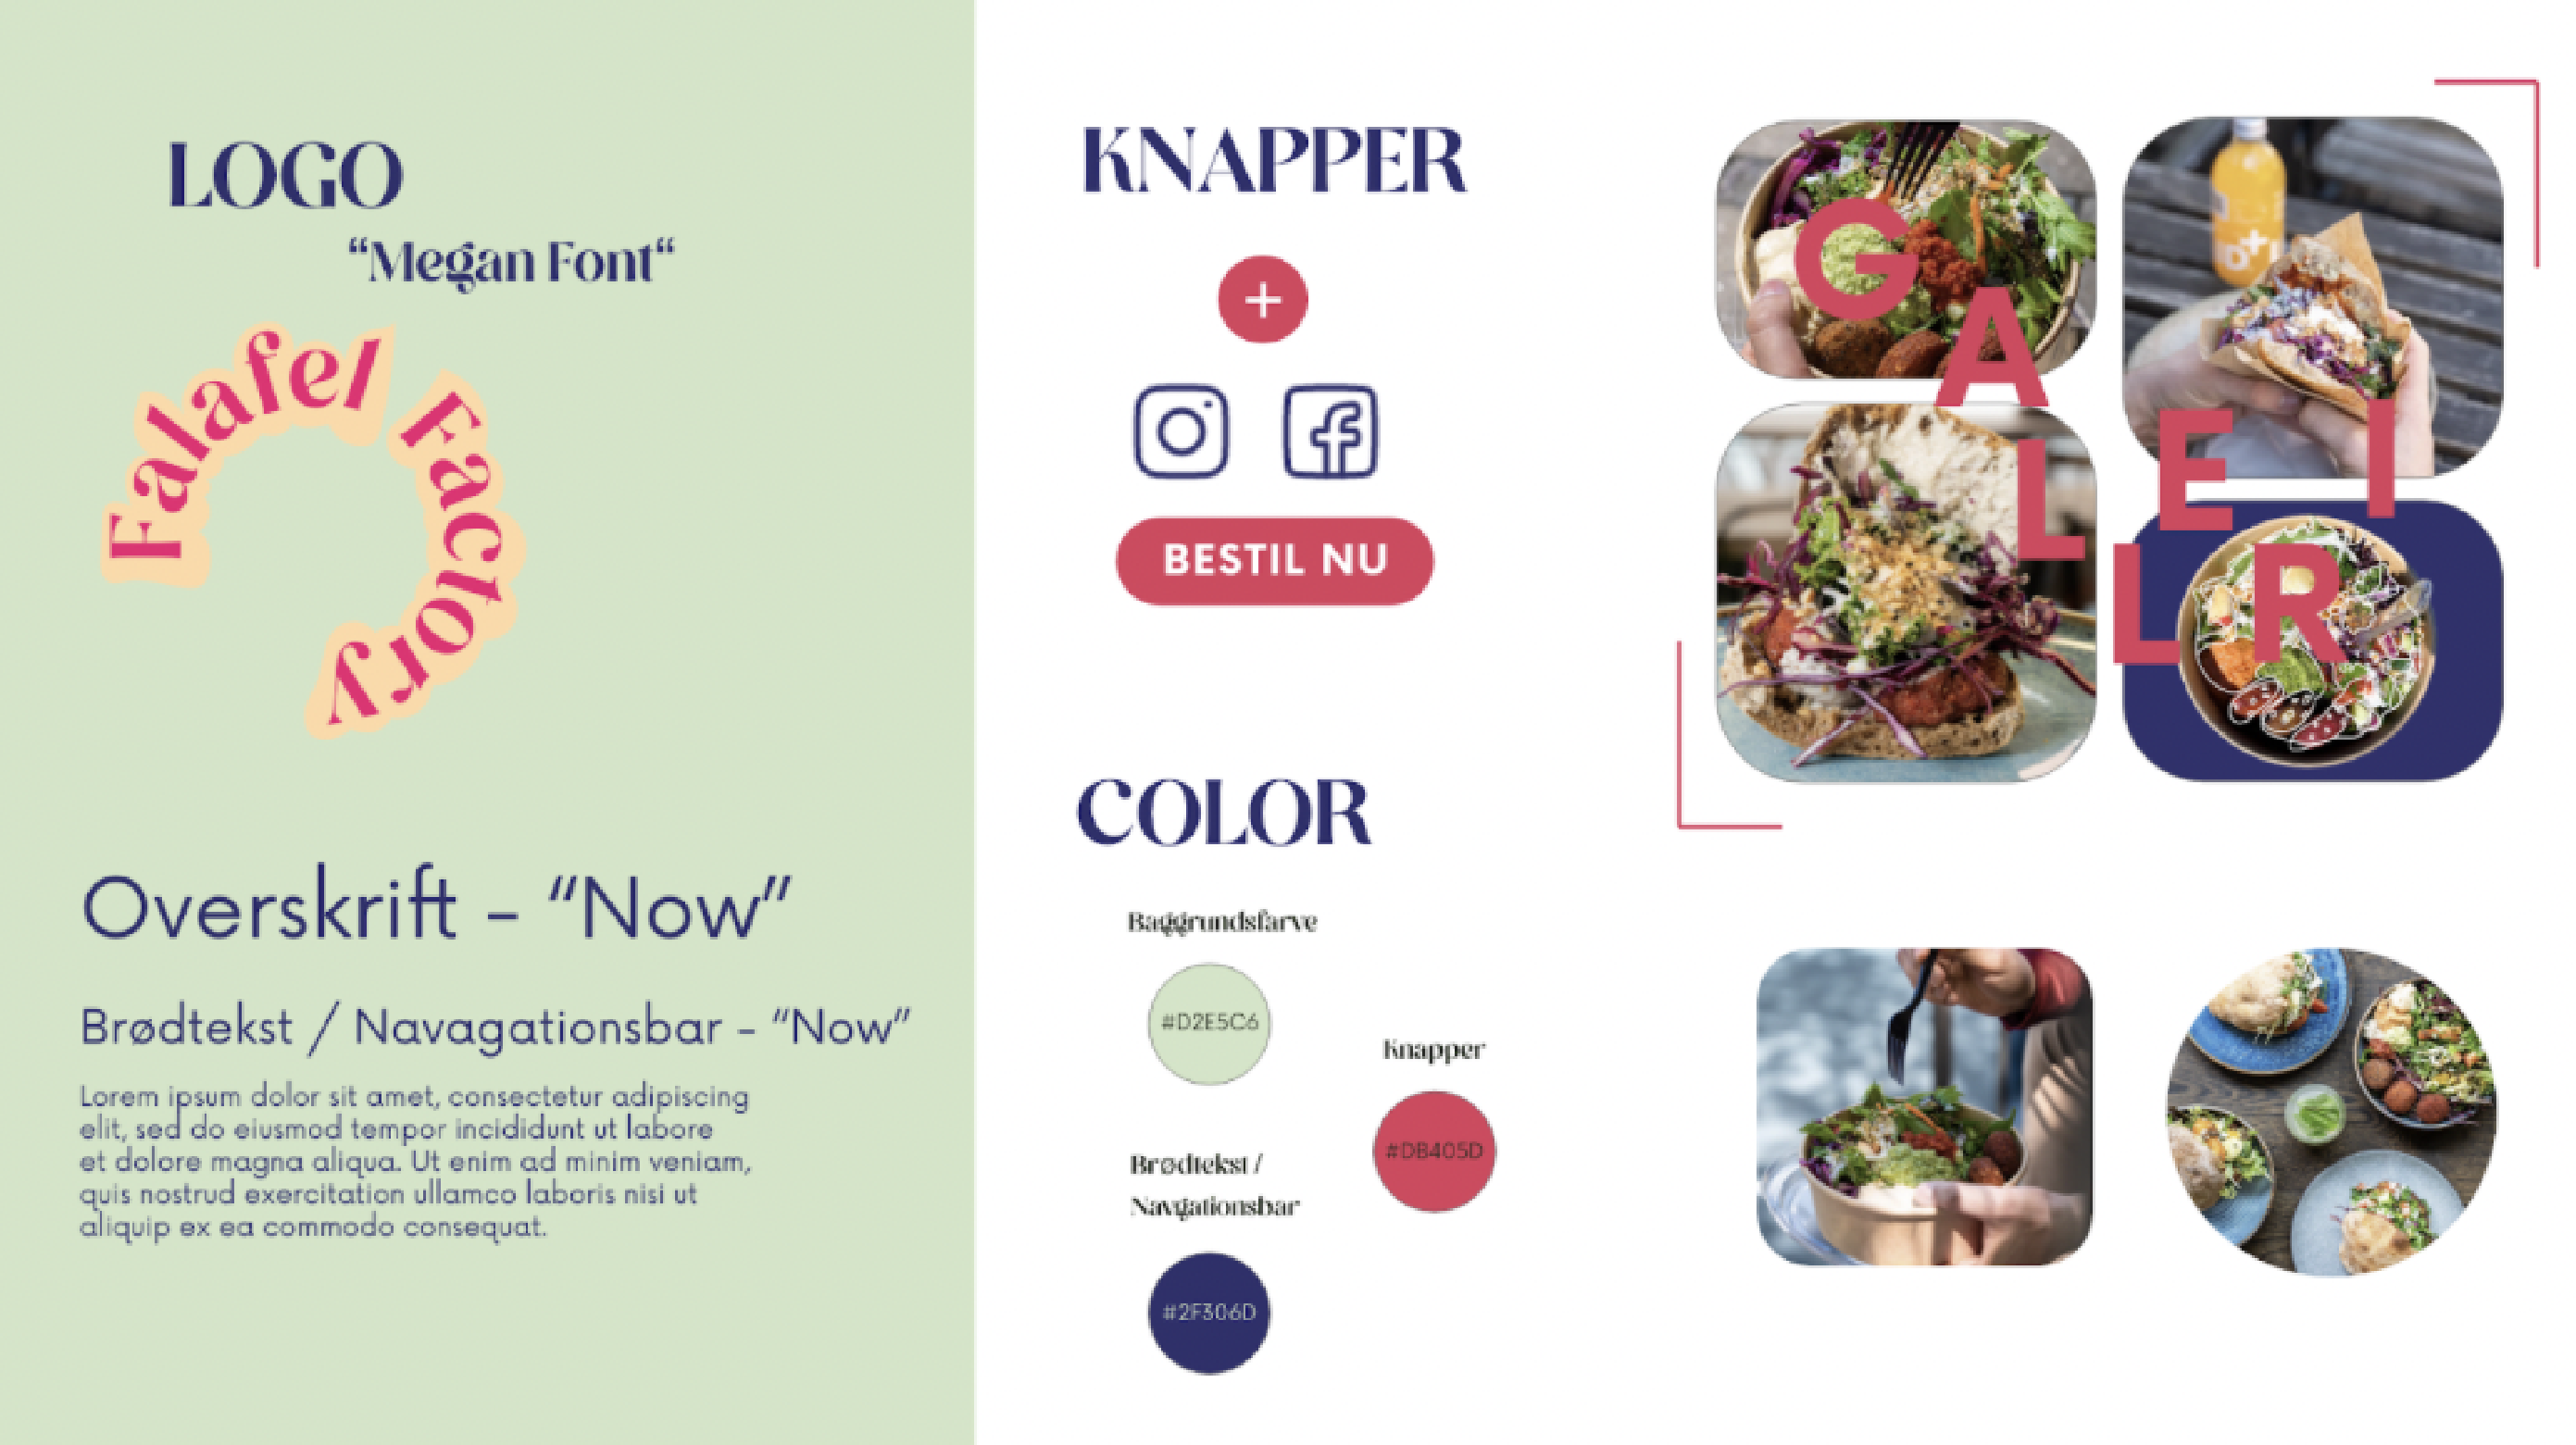 LOGO
“Megan Font“
Falafel Factory
Overskrift - “Now”
Brødtekst / Navagationsbar - “Now”
Lorem ipsum dolor sit amet, consectetur adipiscing
elit, sed do eiusmod tempor incididunt ut labore
et dolore magna aliqua. Ut enim ad minim veniam,
quis nostrud exercitation ullamco laboris nisi ut
aliquip ex ea commodo consequat.
KNAPPER
+
BESTIL NU
COLOR
Baggrundsfarve
#D2E5C6
Knapper
#DB405D
Brødtekst /
Navgationsbar
#2F306D
GALLERI